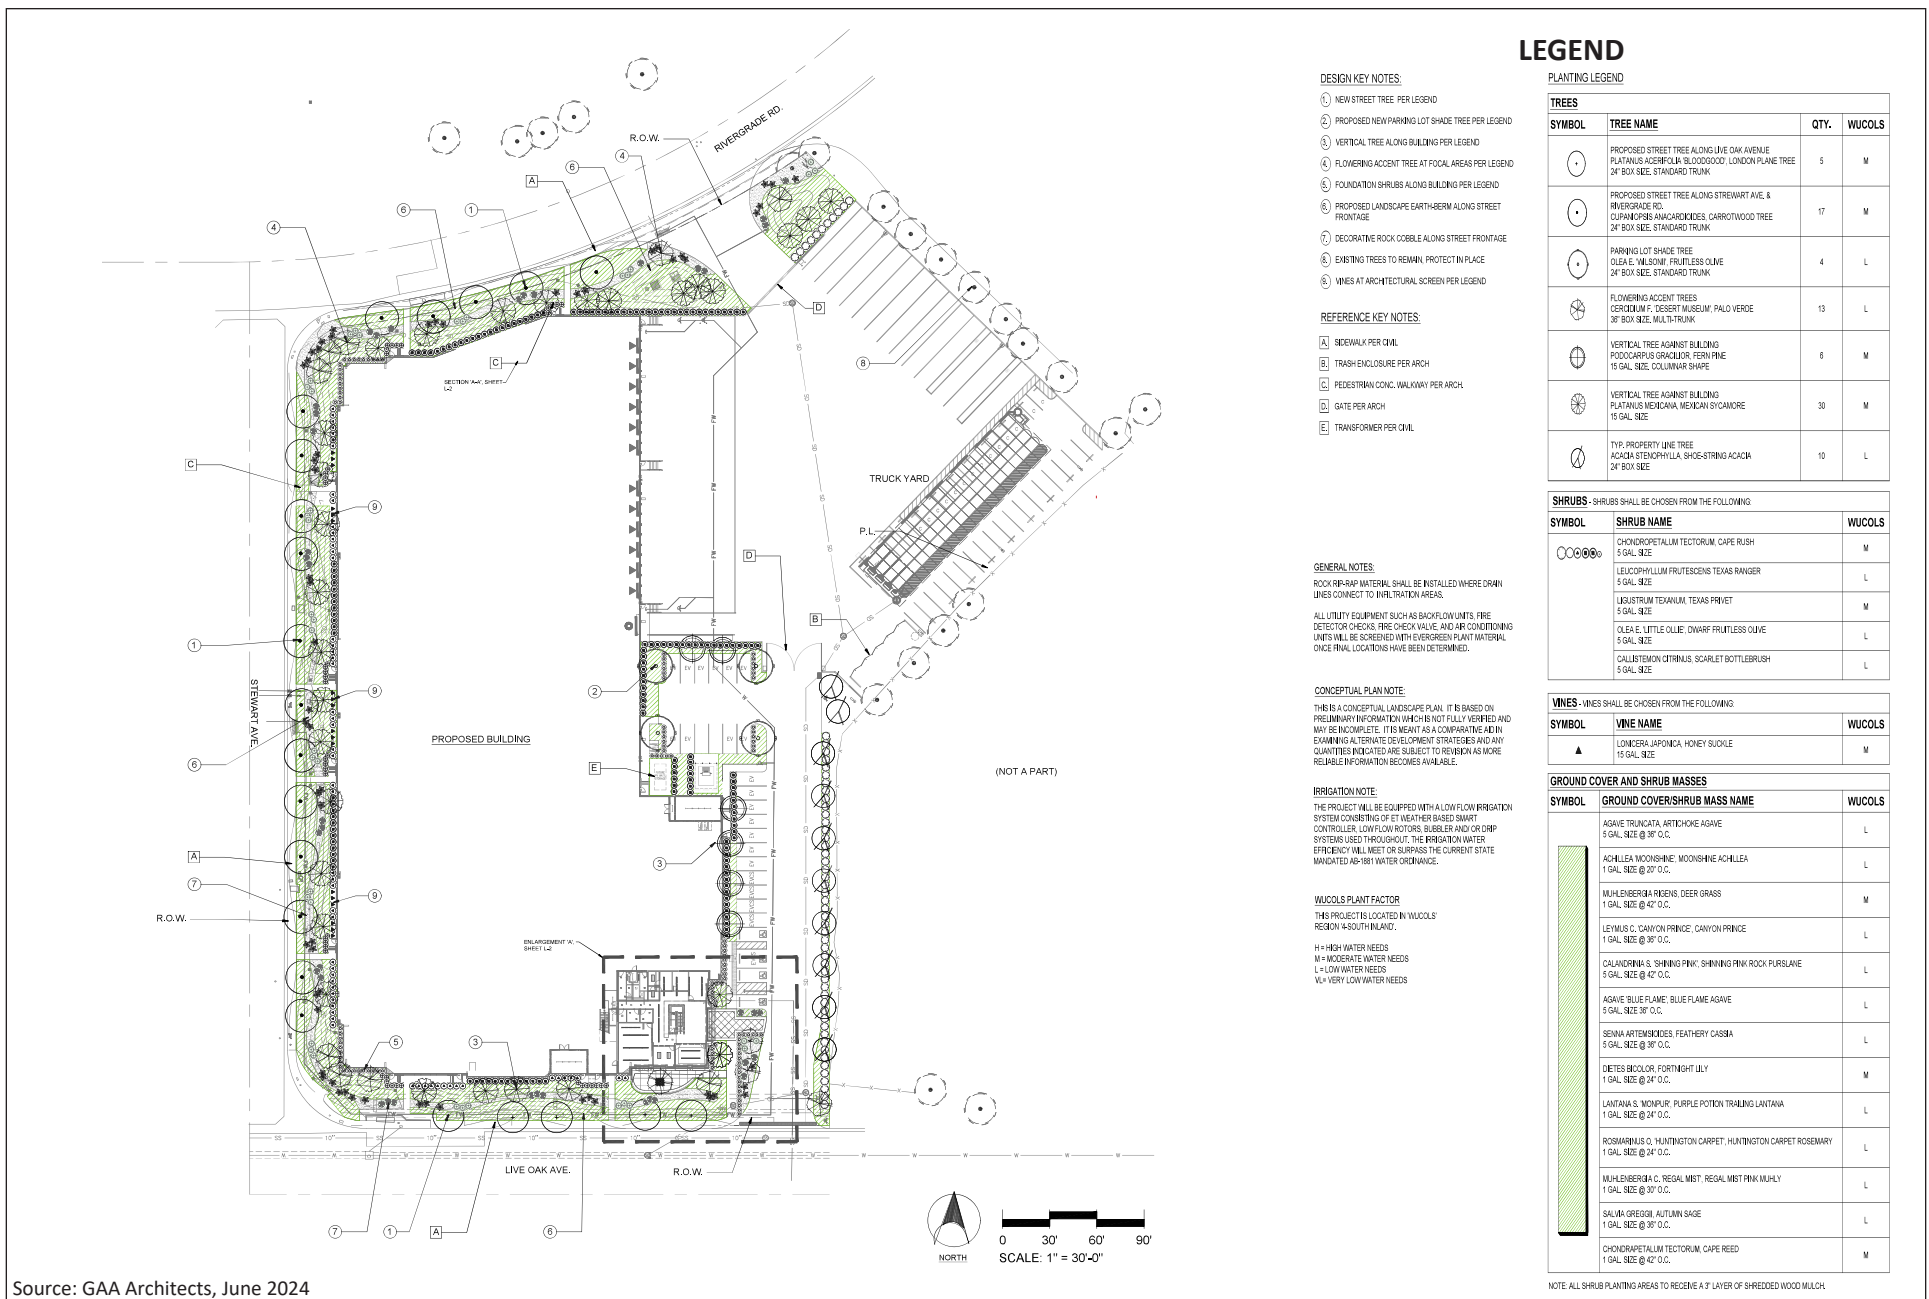 LEGEND
DESIGN KEY NOTES:
1. NEW STREET TREE PER LEGEND
2. PROPOSED NEW PARKING LOT SHADE TREE PER LEGEND
3. VERTICAL TREE ALONG BUILDING PER LEGEND
4. FLOWERING ACCENT TREE AT FOCAL AREAS PER LEGEND
5. FOUNDATION SHRUBS ALONG BUILDING PER LEGEND
6. PROPOSED LANDSCAPE EARTH-BERM ALONG STREET
FRONTAGE
7. DECORATIVE ROCK COBBLE ALONG STREET FRONTAGE
8. EXISTING TREES TO REMAIN, PROTECT IN PLACE
9. VINES AT ARCHITECTURAL SCREEN PER LEGEND
REFERENCE KEY NOTES:
A. SIDEWALK PER CIVIL
B. TRASH ENCLOSURE PER ARCH
C. PEDESTRIAN CONC. WALKWAY PER ARCH.
D. GATE PER ARCH
E. TRANSFORMER PER CIVIL
GENERAL NOTES:
ROCK RIP-RAP MATERIAL SHALL BE INSTALLED WHERE DRAIN
LINES CONNECT TO INFILTRATION AREAS.
ALL UTILITY EQUIPMENT SUCH AS BACKFLOW UNITS, FIRE
DETECTOR CHECKS, FIRE CHECK VALVE, AND AIR CONDITIONING
UNITS WILL BE SCREENED WITH EVERGREEN PLANT MATERIAL
ONCE FINAL LOCATIONS HAVE BEEN DETERMINED.
CONCEPTUAL PLAN NOTE:
THIS IS A CONCEPTUAL LANDSCAPE PLAN. IT IS BASED ON
PRELIMINARY INFORMATION WHICH IS NOT FULLY VERIFIED AND
MAY BE INCOMPLETE. IT IS MEANT AS A COMPARATIVE AID IN
EXAMINING ALTERNATE DEVELOPMENT STRATEGIES AND ANY
QUANTITIES INDICATED ARE SUBJECT TO REVISION AS MORE
RELIABLE INFORMATION BECOMES AVAILABLE.
IRRIGATION NOTE:
THE PROJECT WILL BE EQUIPPED WITH A LOW FLOW IRRIGATION
SYSTEM CONSISTING OF ET WEATHER BASED SMART
CONTROLLER, LOW FLOW ROTORS, BUBBLER AND/ OR DRIP
SYSTEMS USED THROUGHOUT. THE IRRIGATION WATER
EFFICIENCY WILL MEET OR SURPASS THE CURRENT STATE
MANDATED AB-1881 WATER ORDINANCE.
WUCOLS PLANT FACTOR
THIS PROJECT IS LOCATED IN 'WUCOLS'
REGION '4-SOUTH INLAND'.
H = HIGH WATER NEEDS
M = MODERATE WATER NEEDS
L = LOW WATER NEEDS
VL= VERY LOW WATER NEEDS
PLANTING LEGEND
TREES
SYMBOL TREE NAME QTY. WUCOLS
PROPOSED STREET TREE ALONG LIVE OAK AVENUE
PLATANUS ACERIFOLIA 'BLOODGOOD', LONDON PLANE TREE 5 M
24" BOX SIZE. STANDARD TRUNK
PROPOSED STREET TREE ALONG STREWART AVE, &
RIVERGRADE RD.
CUPANIOPSIS ANACARDIOIDES, CARROTWOOD TREE 17 M
24" BOX SIZE. STANDARD TRUNK
PARKING LOT SHADE TREE
OLEA E. 'WILSONII', FRUITLESS OLIVE 4 L
24" BOX SIZE. STANDARD TRUNK
FLOWERING ACCENT TREES
CERCIDIUM F. 'DESERT MUSEUM', PALO VERDE 13 L
36" BOX SIZE. MULTI-TRUNK
VERTICAL TREE AGAINST BUILDING
PODOCARPUS GRACILIOR, FERN PINE 6 M
15 GAL. SIZE, COLUMNAR SHAPE
VERTICAL TREE AGAINST BUILDING
PLATANUS MEXICANA, MEXICAN SYCAMORE 30 M
15 GAL. SIZE
TYP. PROPERTY LINE TREE
ACACIA STENOPHYLLA, SHOE-STRING ACACIA 10 L
24" BOX SIZE
SHRUBS - SHRUBS SHALL BE CHOSEN FROM THE FOLLOWING:
SYMBOL SHRUB NAME WUCOLS
CHONDROPETALUM TECTORUM, CAPE RUSH M
5 GAL. SIZE
LEUCOPHYLLUM FRUTESCENS TEXAS RANGER L
5 GAL. SIZE
LIGUSTRUM TEXANUM, TEXAS PRIVET M
5 GAL. SIZE
OLEA E. 'LITTLE OLLIE', DWARF FRUITLESS OLIVE L
5 GAL. SIZE
CALLISTEMON CITRINUS, SCARLET BOTTLEBRUSH L
5 GAL. SIZE
VINES - VINES SHALL BE CHOSEN FROM THE FOLLOWING:
SYMBOL VINE NAME WUCOLS
LONICERA JAPONICA, HONEY SUCKLE M
15 GAL. SIZE
GROUND COVER AND SHRUB MASSES
SYMBOL GROUND COVER/SHRUB MASS NAME WUCOLS
AGAVE TRUNCATA, ARTICHOKE AGAVE L
5 GAL. SIZE @ 36" O.C.
ACHILLEA 'MOONSHINE', MOONSHINE ACHILLEA L
1 GAL. SIZE @ 20" O.C.
MUHLENBERGIA RIGENS, DEER GRASS M
1 GAL. SIZE @ 42" O.C.
LEYMUS C. 'CANYON PRINCE', CANYON PRINCE L
1 GAL. SIZE @ 36" O.C.
CALANDRINIA S. 'SHINING PINK', SHINNING PINK ROCK PURSLANE L
5 GAL. SIZE @ 42" O.C.
AGAVE 'BLUE FLAME', BLUE FLAME AGAVE L
5 GAL. SIZE 36" O.C.
SENNA ARTEMSIOIDES, FEATHERY CASSIA L
5 GAL. SIZE @ 36" O.C.
DIETES BICOLOR, FORTNIGHT LILY M
1 GAL. SIZE @ 24" O.C.
LANTANA S. 'MONPUR', PURPLE POTION TRAILING LANTANA L
1 GAL. SIZE @ 24" O.C.
ROSMARINUS O. 'HUNTINGTON CARPET', HUNTINGTON CARPET ROSEMARY L
1 GAL. SIZE @ 24" O.C.
MUHLENBERGIA C. 'REGAL MIST', REGAL MIST PINK MUHLY L
1 GAL. SIZE @ 30" O.C.
SALVIA GREGGII, AUTUMN SAGE L
1 GAL. SIZE @ 36" O.C.
CHONDRAPETALUM TECTORUM, CAPE REED M
1 GAL. SIZE @ 42" O.C.
NOTE: ALL SHRUB PLANTING AREAS TO RECEIVE A 3" LAYER OF SHREDDED WOOD MULCH.
RIVERGRADE RD.
R.O.W.
SECTION 'A-A', SHEET
L-2
TRUCK YARD
P.L.
STEWART AVE.
PROPOSED BUILDING
(NOT A PART)
R.O.W.
ENLARGEMENT 'A',
SHEET L-2
LIVE OAK AVE.
R.O.W.
NORTH
0 30' 60' 90'
SCALE: 1" = 30'-0"
Source: GAA Architects, June 2024